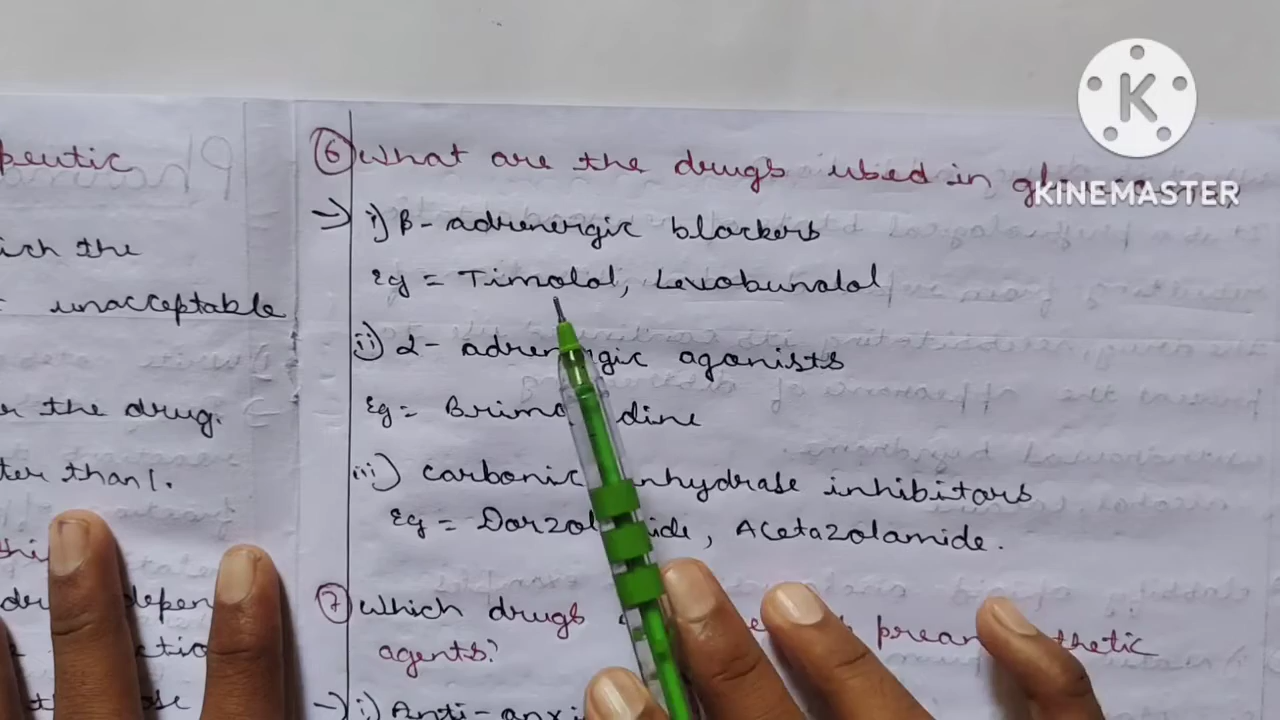 peutic
ich the
unacceptable
r the drug.
ter than 1.
⑥ What are the drugs used in
→ i) β- adrenergic blockers
Eg = Timolol, Levobunolol
ii) α- adrenergic agonists
Eg = Brimo dine
iii) carbonic nhydrase inhibitors
Eg = Dorzol ide, Acetazolamide.
⑦ Which drugs prean thetic
agents?
→ i) Anti-anxi
K
KINEMASTER